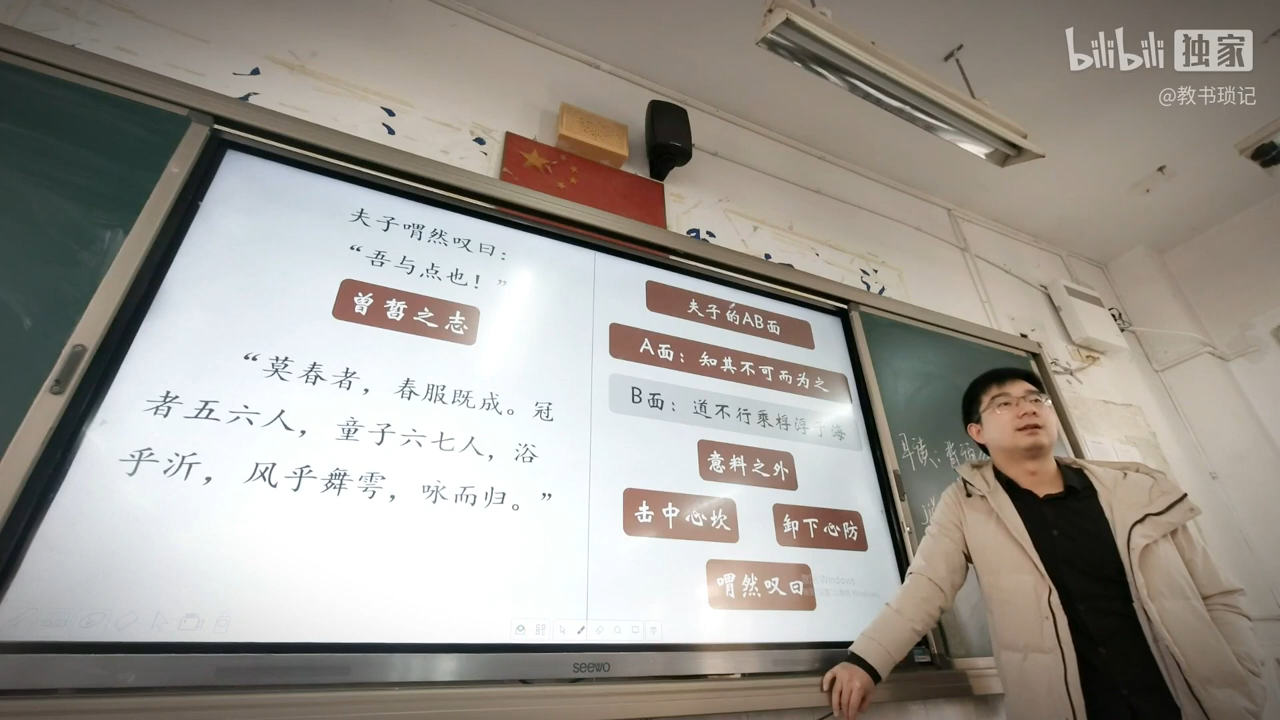 bilibili 独家
@教书琐记
夫子喟然叹曰：
“吾与点也！”
曾晳之志
“莫春者，春服既成。冠
者五六人，童子六七人，浴
乎沂，风乎舞雩，咏而归。”
夫子的AB面
A面：知其不可而为之
B面：道不行乘桴浮于海
意料之外
击中心坎
卸下心防
喟然叹曰
Windows
seewo